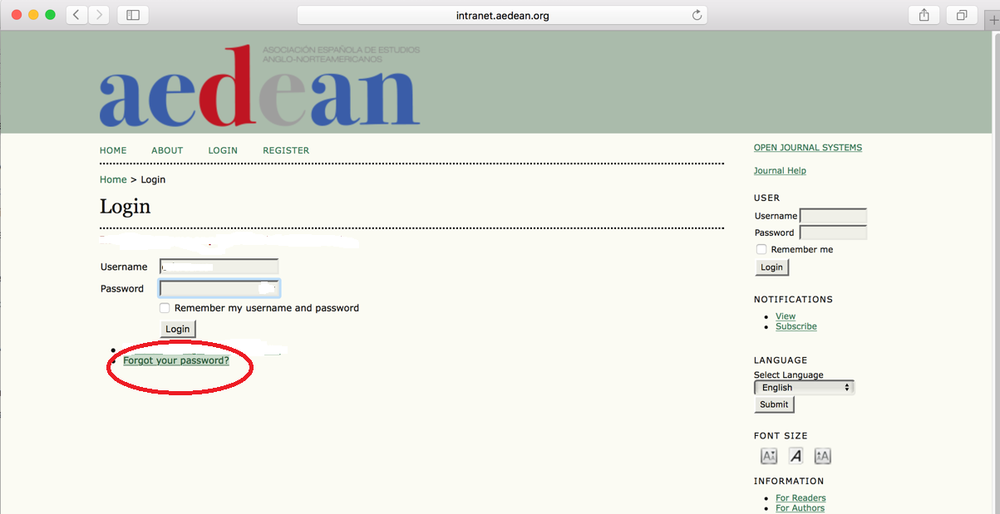 intranet.aedean.org
ASOCIACIÓN ESPAÑOLA DE ESTUDIOS
ANGLO-NORTEAMERICANOS
aedean
HOME ABOUT LOGIN REGISTER
Home > Login
Login
Username
Password
Remember my username and password
Login
Forgot your password?
OPEN JOURNAL SYSTEMS
Journal Help
USER
Username
Password
Remember me
Login
NOTIFICATIONS
View
Subscribe
LANGUAGE
Select Language
English
Submit
FONT SIZE
A A A
INFORMATION
For Readers
For Authors